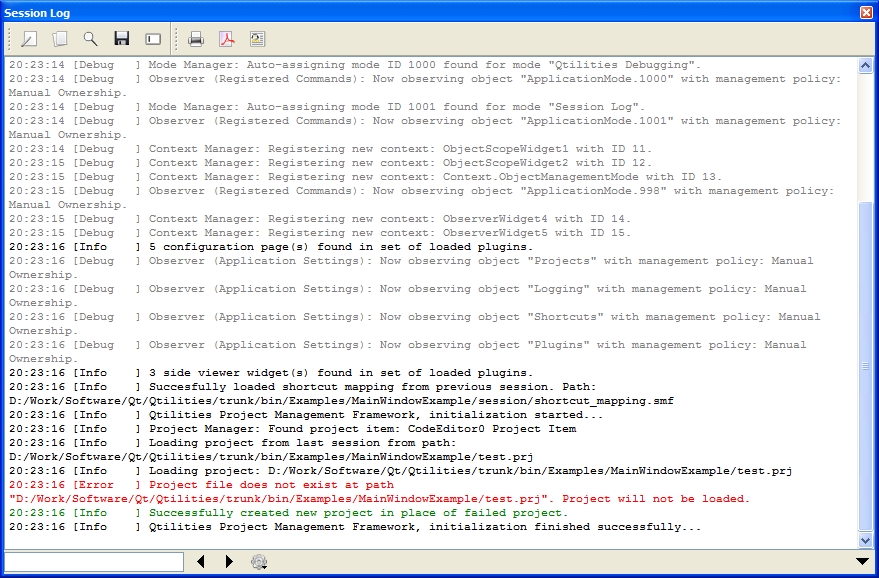 Session Log
20:23:14 [Debug   ] Mode Manager: Auto-assigning mode ID 1000 found for mode "Qtilities Debugging".
20:23:14 [Debug   ] Observer (Registered Commands): Now observing object "ApplicationMode.1000" with management policy:
Manual Ownership.
20:23:14 [Debug   ] Mode Manager: Auto-assigning mode ID 1001 found for mode "Session Log".
20:23:14 [Debug   ] Observer (Registered Commands): Now observing object "ApplicationMode.1001" with management policy:
Manual Ownership.
20:23:14 [Debug   ] Context Manager: Registering new context: ObjectScopeWidget1 with ID 11.
20:23:15 [Debug   ] Context Manager: Registering new context: ObjectScopeWidget2 with ID 12.
20:23:15 [Debug   ] Context Manager: Registering new context: Context.ObjectManagementMode with ID 13.
20:23:15 [Debug   ] Observer (Registered Commands): Now observing object "ApplicationMode.998" with management policy:
Manual Ownership.
20:23:15 [Debug   ] Context Manager: Registering new context: ObserverWidget4 with ID 14.
20:23:15 [Debug   ] Context Manager: Registering new context: ObserverWidget5 with ID 15.
20:23:16 [Info    ] 5 configuration page(s) found in set of loaded plugins.
20:23:16 [Debug   ] Observer (Application Settings): Now observing object "Projects" with management policy: Manual
Ownership.
20:23:16 [Debug   ] Observer (Application Settings): Now observing object "Logging" with management policy: Manual
Ownership.
20:23:16 [Debug   ] Observer (Application Settings): Now observing object "Shortcuts" with management policy: Manual
Ownership.
20:23:16 [Debug   ] Observer (Application Settings): Now observing object "Plugins" with management policy: Manual
Ownership.
20:23:16 [Info    ] 3 side viewer widget(s) found in set of loaded plugins.
20:23:16 [Info    ] Succesfully loaded shortcut mapping from previous session. Path:
D:/Work/Software/Qt/Qtilities/trunk/bin/Examples/MainWindowExample/session/shortcut_mapping.smf
20:23:16 [Info    ] Qtilities Project Management Framework, initialization started...
20:23:16 [Info    ] Project Manager: Found project item: CodeEditor0 Project Item
20:23:16 [Info    ] Loading project from last session from path:
D:/Work/Software/Qt/Qtilities/trunk/bin/Examples/MainWindowExample/test.prj
20:23:16 [Info    ] Loading project: D:/Work/Software/Qt/Qtilities/trunk/bin/Examples/MainWindowExample/test.prj
20:23:16 [Error   ] Project file does not exist at path
"D:/Work/Software/Qt/Qtilities/trunk/bin/Examples/MainWindowExample/test.prj". Project will not be loaded.
20:23:16 [Info    ] Successfully created new project in place of failed project.
20:23:16 [Info    ] Qtilities Project Management Framework, initialization finished successfully...